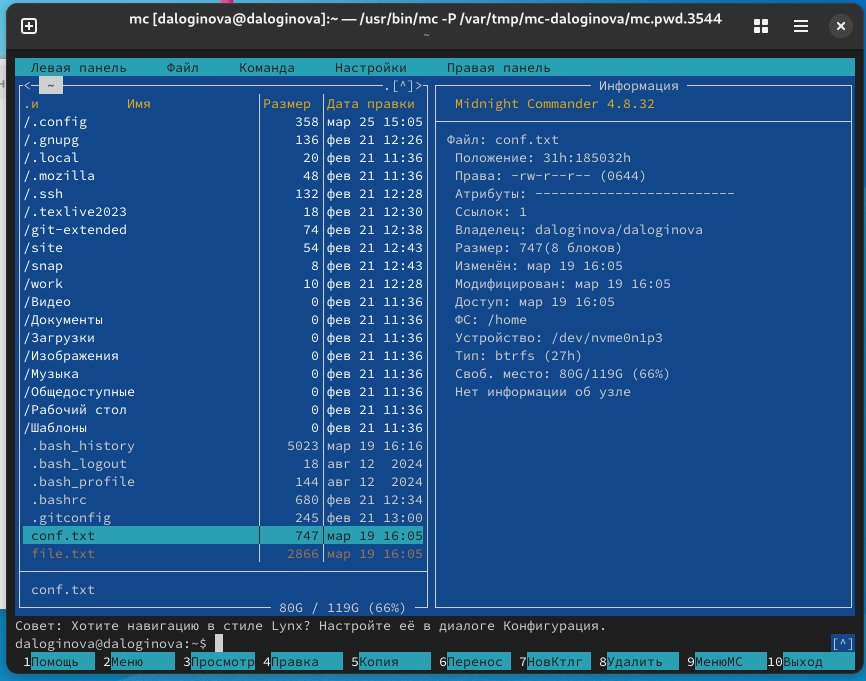 mc [daloginova@daloginova]:~ — /usr/bin/mc -P /var/tmp/mc-daloginova/mc.pwd.3544
~
Левая панель Файл Команда Настройки Правая панель
<─ ~ .[^]>
.и Имя Размер Дата правки
/.config 358 мар 25 15:05
/.gnupg 136 фев 21 12:26
/.local 20 фев 21 11:36
/.mozilla 48 фев 21 11:36
/.ssh 132 фев 21 12:28
/.texlive2023 18 фев 21 12:30
/git-extended 74 фев 21 12:38
/site 54 фев 21 12:43
/snap 8 фев 21 12:43
/work 10 фев 21 12:28
/Видео 0 фев 21 11:36
/Документы 0 фев 21 11:36
/Загрузки 0 фев 21 11:36
/Изображения 0 фев 21 11:36
/Музыка 0 фев 21 11:36
/Общедоступные 0 фев 21 11:36
/Рабочий стол 0 фев 21 11:36
/Шаблоны 0 фев 21 11:36
.bash_history 5023 мар 19 16:16
.bash_logout 18 авг 12 2024
.bash_profile 144 авг 12 2024
.bashrc 680 фев 21 12:34
.gitconfig 245 фев 21 13:00
conf.txt 747 мар 19 16:05
file.txt 2866 мар 19 16:05
conf.txt
80G / 119G (66%)
Информация
Midnight Commander 4.8.32
Файл: conf.txt
Положение: 31h:185032h
Права: -rw-r--r-- (0644)
Атрибуты: -------------------------
Ссылок: 1
Владелец: daloginova/daloginova
Размер: 747(8 блоков)
Изменён: мар 19 16:05
Модифицирован: мар 19 16:05
Доступ: мар 19 16:05
ФС: /home
Устройство: /dev/nvme0n1p3
Тип: btrfs (27h)
Своб. место: 80G/119G (66%)
Нет информации об узле
Совет: Хотите навигацию в стиле Lynx? Настройте её в диалоге Конфигурация.
daloginova@daloginova:~$ [^]
1Помощь 2Меню 3Просмотр 4Правка 5Копия 6Перенос 7НовКтлг 8Удалить 9МенюМС 10Выход